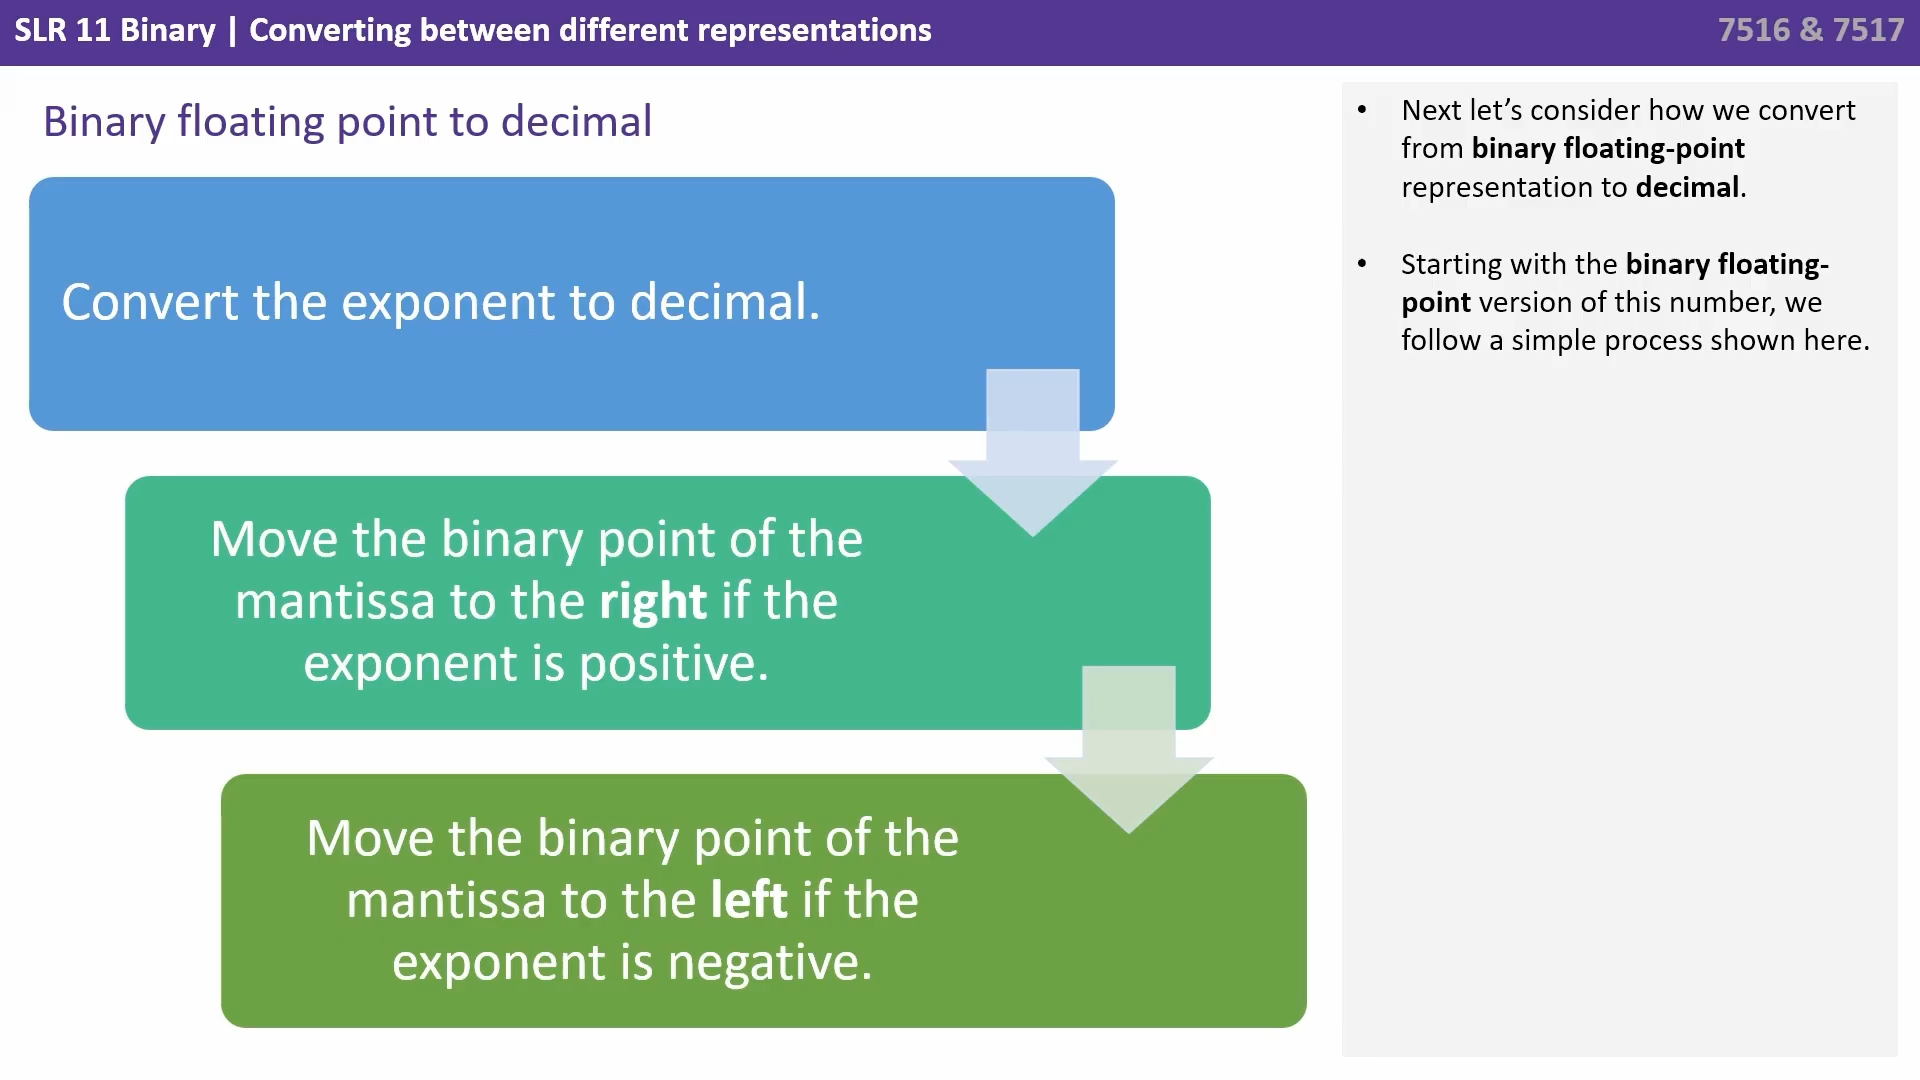 SLR 11 Binary | Converting between different representations
7516 & 7517
Binary floating point to decimal
Convert the exponent to decimal.
Move the binary point of the
mantissa to the right if the
exponent is positive.
Move the binary point of the
mantissa to the left if the
exponent is negative.
• Next let’s consider how we convert
from binary floating-point
representation to decimal.
• Starting with the binary floating-
point version of this number, we
follow a simple process shown here.